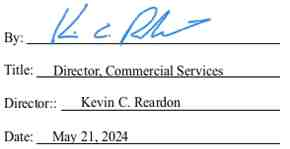 By:
Title: Director, Commercial Services
Director:: Kevin C. Reardon
Date: May 21, 2024